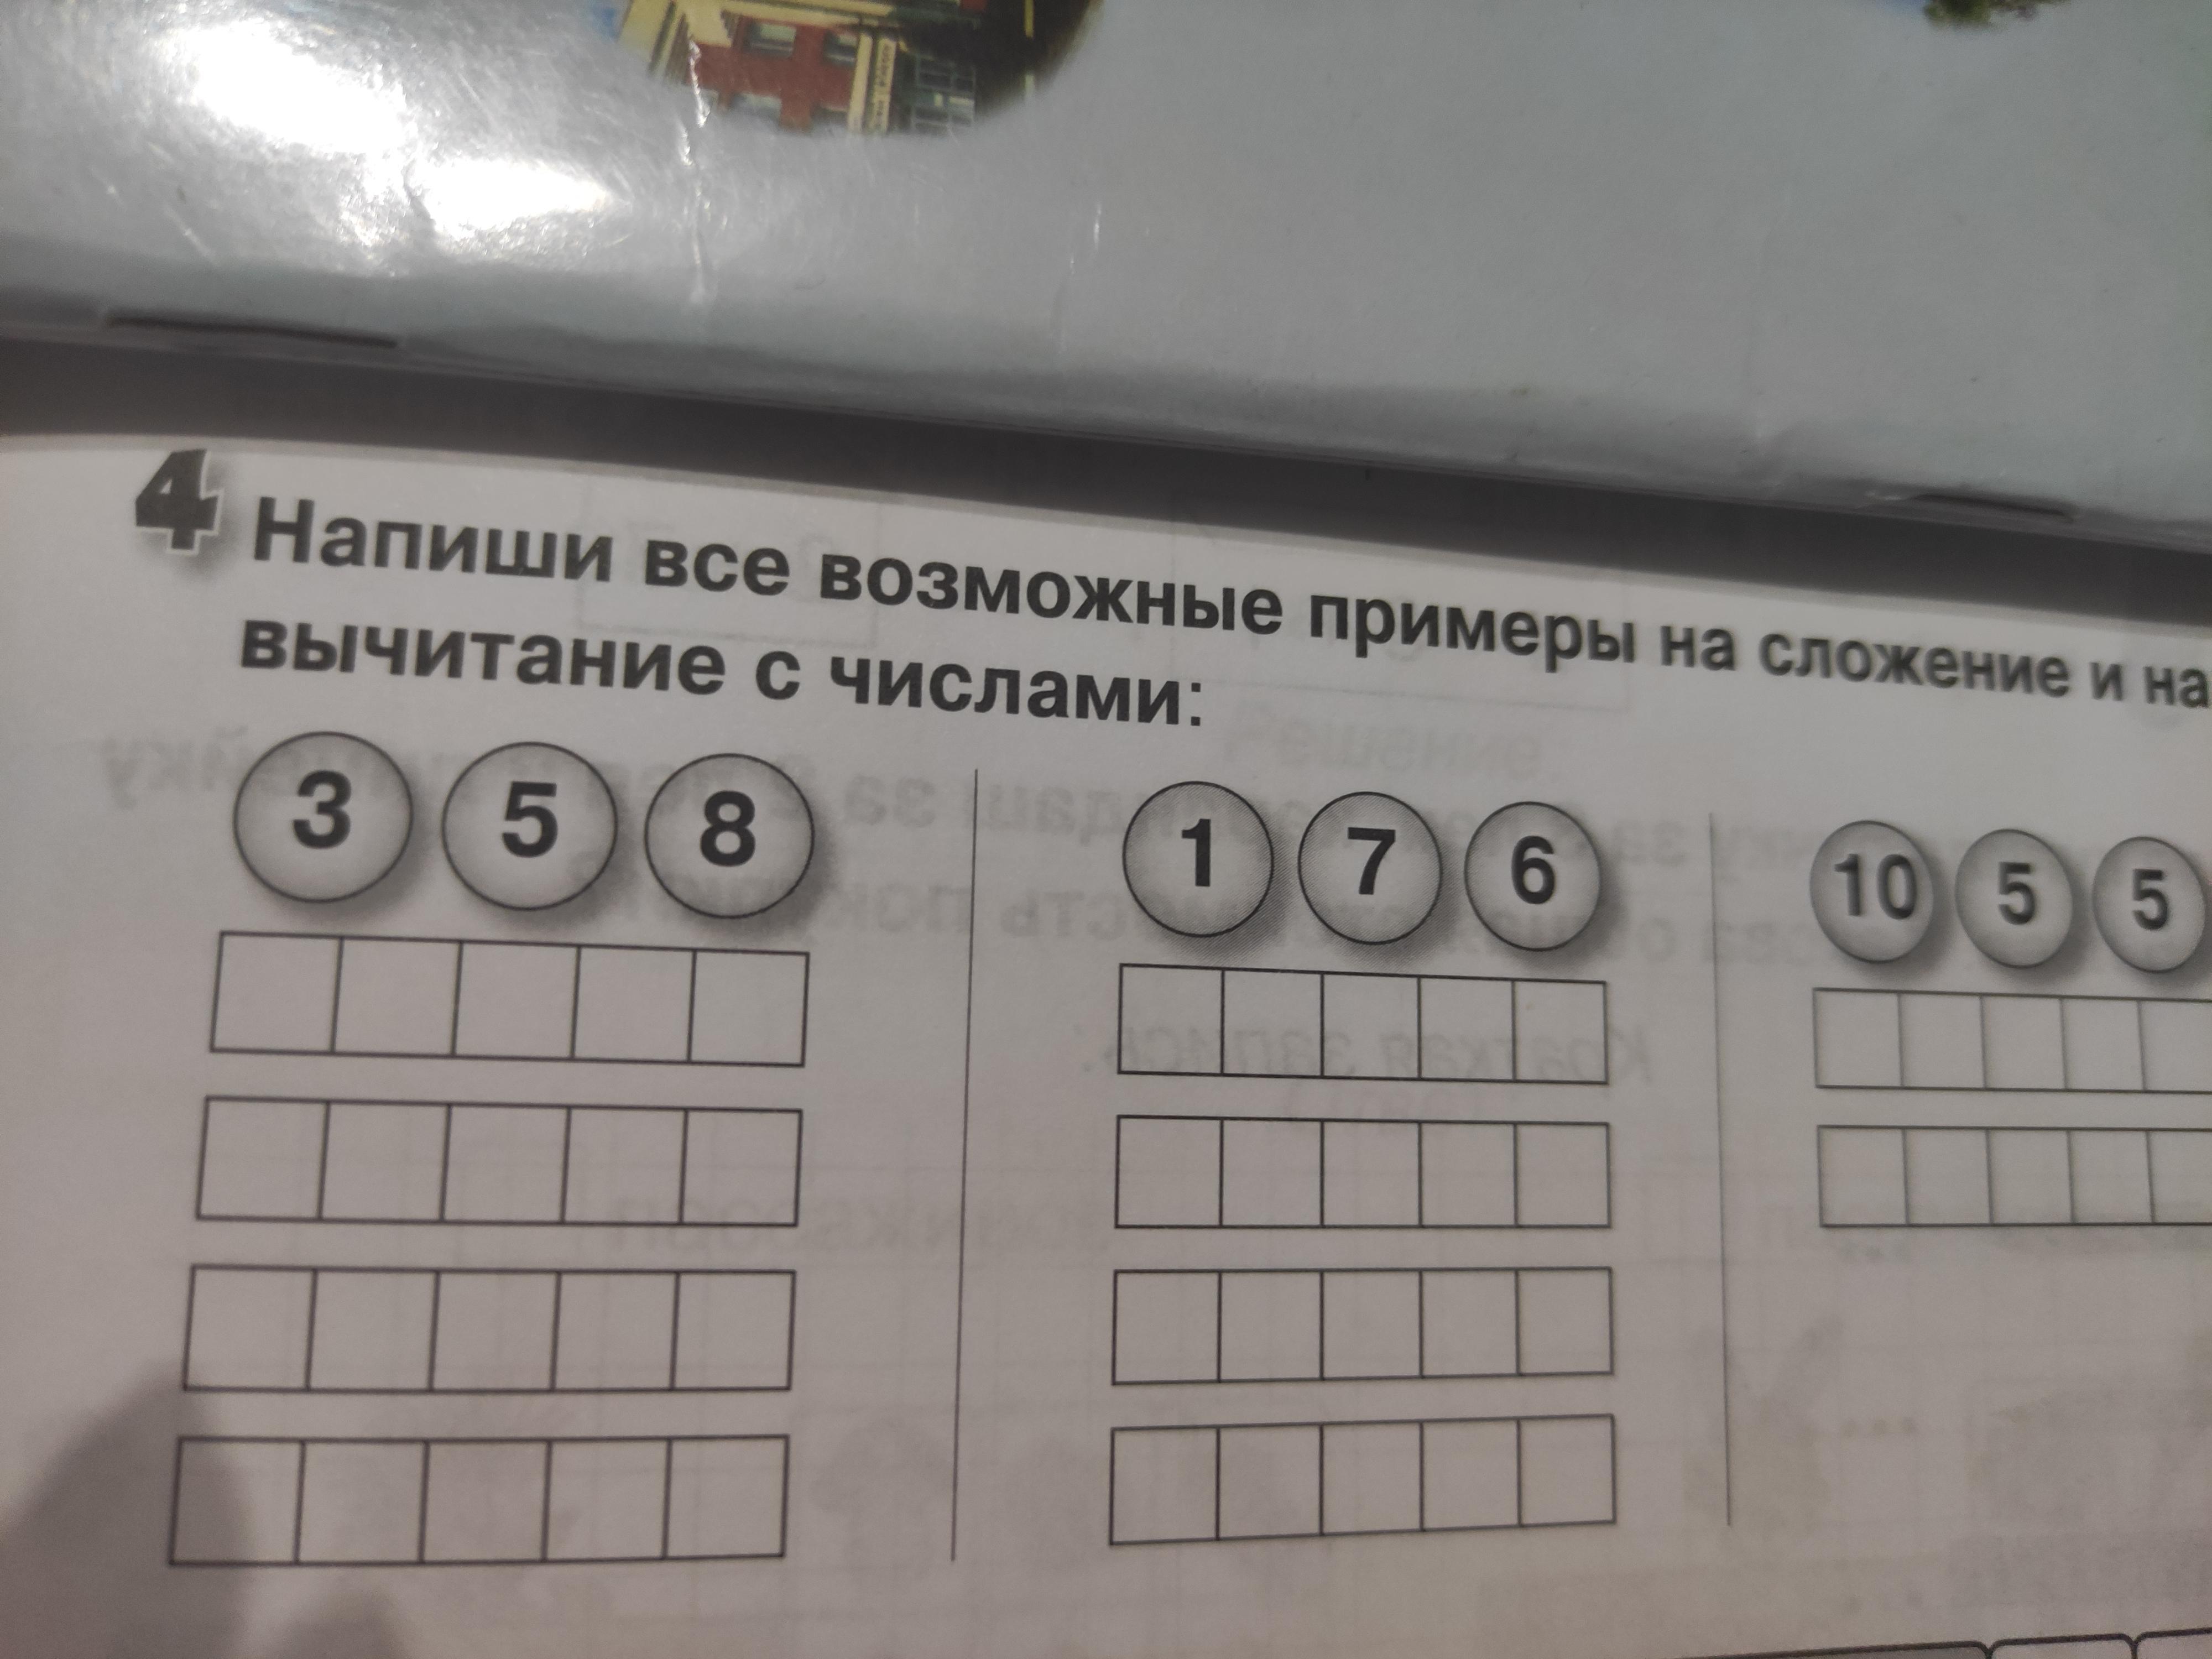 4 Напиши все возможные примеры на сложение и на
вычитание с числами:
3 5 8 1 7 6 10 5 5